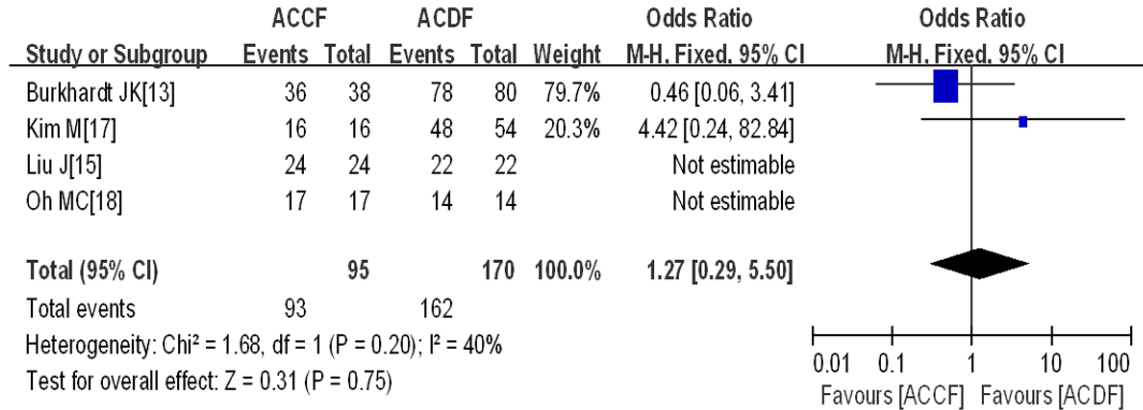 ACCF ACDF Odds Ratio Odds Ratio
Study or Subgroup Events Total Events Total Weight M-H, Fixed, 95% CI M-H, Fixed, 95% CI
Burkhardt JK[13] 36 38 78 80 79.7% 0.46 [0.06, 3.41]
Kim M[17] 16 16 48 54 20.3% 4.42 [0.24, 82.84]
Liu J[15] 24 24 22 22 Not estimable
Oh MC[18] 17 17 14 14 Not estimable
Total (95% CI) 95 170 100.0% 1.27 [0.29, 5.50]
Total events 93 162
Heterogeneity: Chi² = 1.68, df = 1 (P = 0.20); I² = 40%
Test for overall effect: Z = 0.31 (P = 0.75)
0.01 0.1 1 10 100
Favours [ACCF] Favours [ACDF]